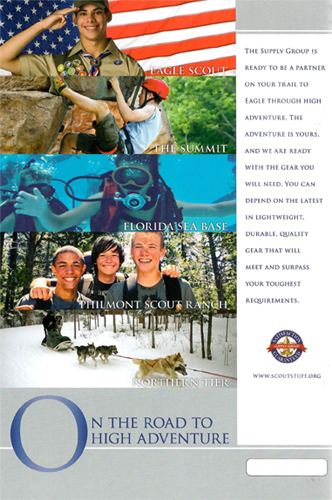 EAGLE SCOUT
THE SUMMIT
FLORIDA SEA BASE
PHILMONT SCOUT RANCH
NORTHERN TIER
ON THE ROAD TO
HIGH ADVENTURE
THE SUPPLY GROUP IS
READY TO BE A PARTNER
ON YOUR TRAIL TO
EAGLE THROUGH HIGH
ADVENTURE. THE
ADVENTURE IS YOURS,
AND WE ARE READY
WITH THE GEAR YOU
WILL NEED. YOU CAN
DEPEND ON THE LATEST
IN LIGHTWEIGHT,
DURABLE, QUALITY
GEAR THAT WILL
MEET AND SURPASS
YOUR TOUGHEST
REQUIREMENTS.
SATISFACTION
SUPPLY GROUP
GUARANTEED
WWW.SCOUTSTUFF.ORG